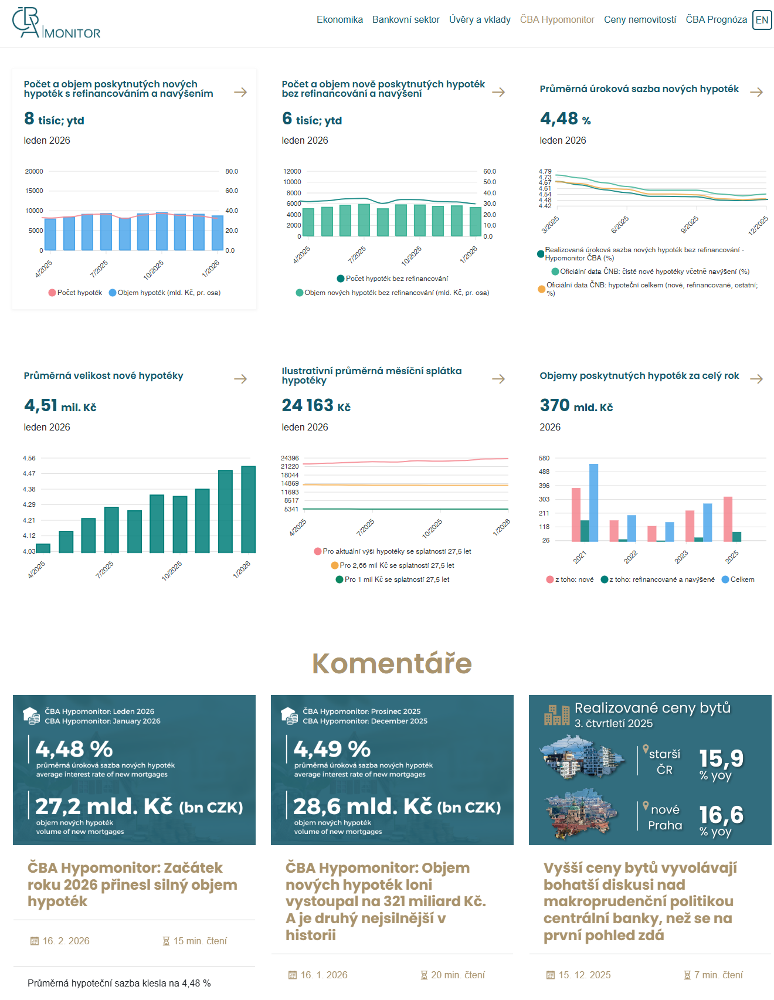 ČBA MONITOR
Ekonomika
Bankovní sektor
Úvěry a vklady
ČBA Hypomonitor
Ceny nemovitostí
ČBA Prognóza
EN
Počet a objem poskytnutých nových
hypoték s refinancováním a navýšením
8 tisíc; ytd
leden 2026
20000
15000
10000
5000
0
80.0
60.0
40.0
20.0
0.0
4/2025
7/2025
10/2025
1/2026
Počet hypoték
Objem hypoték (mld. Kč, pr. osa)
Počet a objem nově poskytnutých hypoték
bez refinancování a navýšení
6 tisíc; ytd
leden 2026
12000
10000
8000
6000
4000
2000
0
60.0
50.0
40.0
30.0
20.0
10.0
0.0
4/2025
7/2025
10/2025
1/2026
Počet hypoték bez refinancování
Objem nových hypoték bez refinancování (mld. Kč, pr. osa)
Průměrná úroková sazba nových hypoték
4,48 %
leden 2026
4.79
4.73
4.67
4.61
4.54
4.48
4.42
3/2025
6/2025
9/2025
12/2025
Realizovaná úroková sazba nových hypoték bez refinancování -
Hypomonitor ČBA (%)
Oficiální data ČNB: čisté nové hypotéky včetně navýšení (%)
Oficiální data ČNB: hypoteční celkem (nové, refinancované, ostatní;
%)
Průměrná velikost nové hypotéky
4,51 mil. Kč
leden 2026
4.56
4.47
4.38
4.29
4.21
4.12
4.03
4/2025
7/2025
10/2025
1/2026
Ilustrativní průměrná měsíční splátka
hypotéky
24 163 Kč
leden 2026
24396
21220
18044
14869
11693
8517
5341
4/2025
7/2025
10/2025
1/2026
Pro aktuální výši hypotéky se splatností 27,5 let
Pro 2,66 mil Kč se splatností 27,5 let
Pro 1 mil Kč se splatností 27,5 let
Objemy poskytnutých hypoték za celý rok
370 mld. Kč
2026
580
488
396
303
211
118
26
2021
2022
2023
2025
z toho: nové
z toho: refinancované a navýšené
Celkem
Komentáře
ČBA Hypomonitor: Leden 2026
CBA Hypomonitor: January 2026
4,48 %
průměrná úroková sazba nových hypoték
average interest rate of new mortgages
27,2 mld. Kč (bn CZK)
objem nových hypoték
volume of new mortgages
ČBA Hypomonitor: Začátek
roku 2026 přinesl silný objem
hypoték
16. 2. 2026
15 min. čtení
Průměrná hypoteční sazba klesla na 4,48 %
ČBA Hypomonitor: Prosinec 2025
CBA Hypomonitor: December 2025
4,49 %
průměrná úroková sazba nových hypoték
average interest rate of new mortgages
28,6 mld. Kč (bn CZK)
objem nových hypoték
volume of new mortgages
ČBA Hypomonitor: Objem
nových hypoték loni
vystoupal na 321 miliard Kč.
A je druhý nejsilnější v
historii
16. 1. 2026
20 min. čtení
Realizované ceny bytů
3. čtvrtletí 2025
starší
ČR
15,9
% yoy
nové
Praha
16,6
% yoy
Vyšší ceny bytů vyvolávají
bohatší diskusi nad
makroprudenční politikou
centrální banky, než se na
první pohled zdá
15. 12. 2025
7 min. čtení